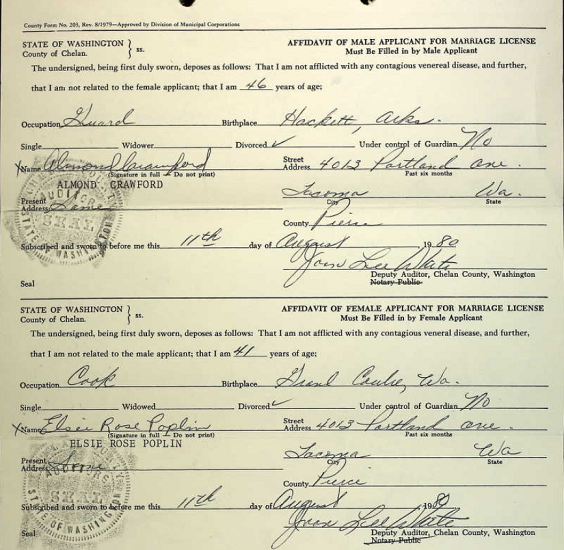 County Form No. 203, Rev. 8/1979—Approved by Division of Municipal Corporations
STATE OF WASHINGTON } ss. AFFIDAVIT OF MALE APPLICANT FOR MARRIAGE LICENSE
County of Chelan. Must Be Filled in by Male Applicant
The undersigned, being first duly sworn, deposes as follows: That I am not afflicted with any contagious venereal disease, and further,
that I am not related to the female applicant; that I am 46 years of age;
Occupation Guard Birthplace Hackett, Arks.
Single Widower Divorced ✓ Under control of Guardian No
X Name Almond Crawford Street Address 4013 Portland ave.
(Signature in full — Do not print) Past six months
ALMOND CRAWFORD
Present Address Same Tacoma Wa.
City State
County Pierce
Subscribed and sworn to before me this 11th day of August 1980
Joan Lee White
Deputy Auditor, Chelan County, Washington
Notary Public
Seal
STATE OF WASHINGTON } ss. AFFIDAVIT OF FEMALE APPLICANT FOR MARRIAGE LICENSE
County of Chelan. Must Be Filled in by Female Applicant
The undersigned, being first duly sworn, deposes as follows: That I am not afflicted with any contagious venereal disease, and further,
that I am not related to the male applicant; that I am 41 years of age;
Occupation Cook Birthplace Wa.
Single Widowed Divorced ✓ Under control of Guardian No
X Name Elsie Rose Poplin Street Address 4013 Portland ave.
(Signature in full — Do not print) Past six months
ELSIE ROSE POPLIN
Present Address Same Tacoma Wa
City State
County Pierce
Subscribed and sworn to before me this 11th day of August 1980
Joan Lee White
Deputy Auditor, Chelan County, Washington
Notary Public
Seal